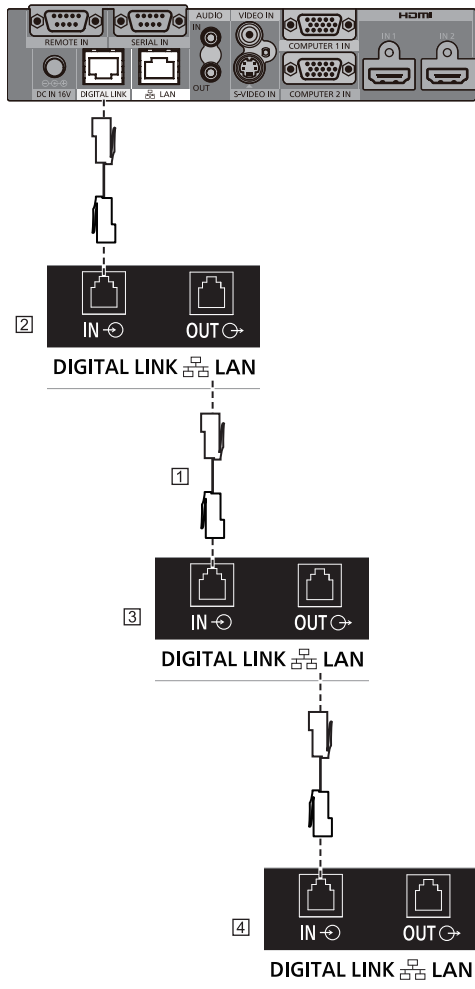 AUDIO VIDEO IN HDMI
REMOTE IN SERIAL IN IN COMPUTER 1 IN IN 1 IN 2
DC IN 16V DIGITAL LINK LAN OUT S-VIDEO IN COMPUTER 2 IN
2
IN OUT
DIGITAL LINK LAN
1
3
IN OUT
DIGITAL LINK LAN
4
IN OUT
DIGITAL LINK LAN